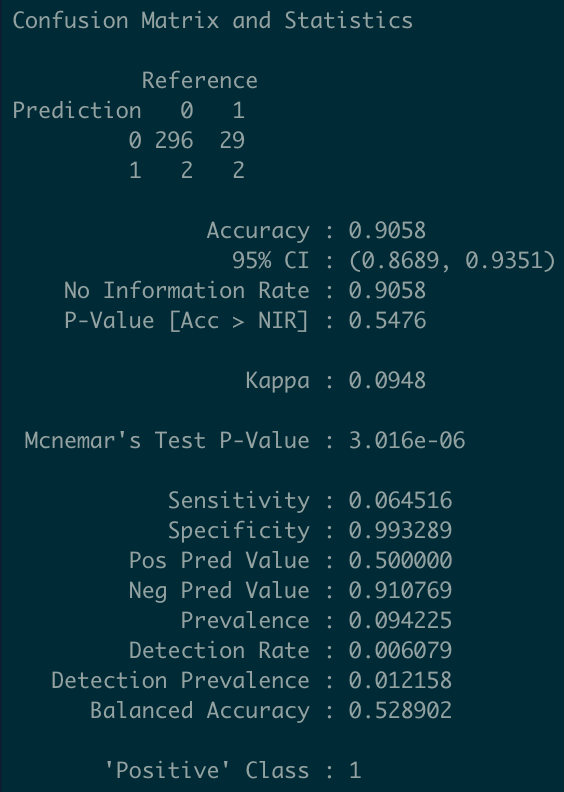 Confusion Matrix and Statistics
Reference
Prediction 0 1
0 296 29
1 2 2
Accuracy : 0.9058
95% CI : (0.8689, 0.9351)
No Information Rate : 0.9058
P-Value [Acc > NIR] : 0.5476
Kappa : 0.0948
Mcnemar's Test P-Value : 3.016e-06
Sensitivity : 0.064516
Specificity : 0.993289
Pos Pred Value : 0.500000
Neg Pred Value : 0.910769
Prevalence : 0.094225
Detection Rate : 0.006079
Detection Prevalence : 0.012158
Balanced Accuracy : 0.528902
'Positive' Class : 1